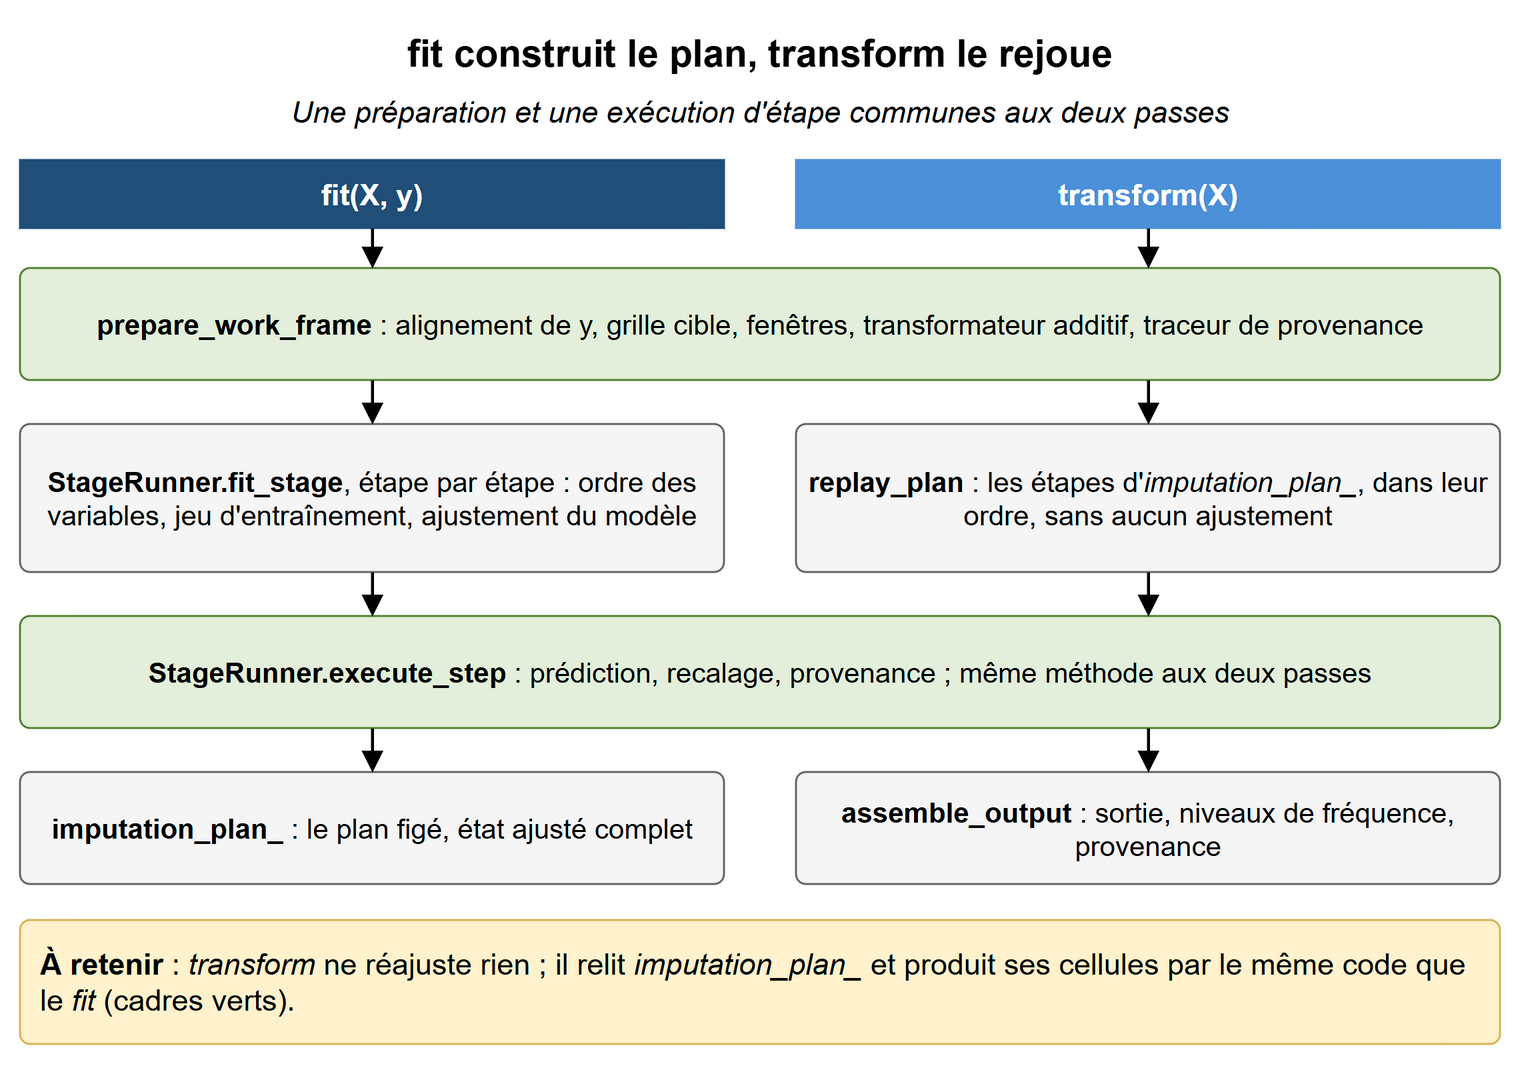 fit construit le plan, transform le rejoue
Une préparation et une exécution d'étape communes aux deux passes
fit(X, y)
transform(X)
prepare_work_frame : alignement de y, grille cible, fenêtres, transformateur additif, traceur de provenance
StageRunner.fit_stage, étape par étape : ordre des
variables, jeu d'entraînement, ajustement du modèle
replay_plan : les étapes d'imputation_plan_, dans leur
ordre, sans aucun ajustement
StageRunner.execute_step : prédiction, recalage, provenance ; même méthode aux deux passes
imputation_plan_ : le plan figé, état ajusté complet
assemble_output : sortie, niveaux de fréquence,
provenance
À retenir : transform ne réajuste rien ; il relit imputation_plan_ et produit ses cellules par le même code que
le fit (cadres verts).